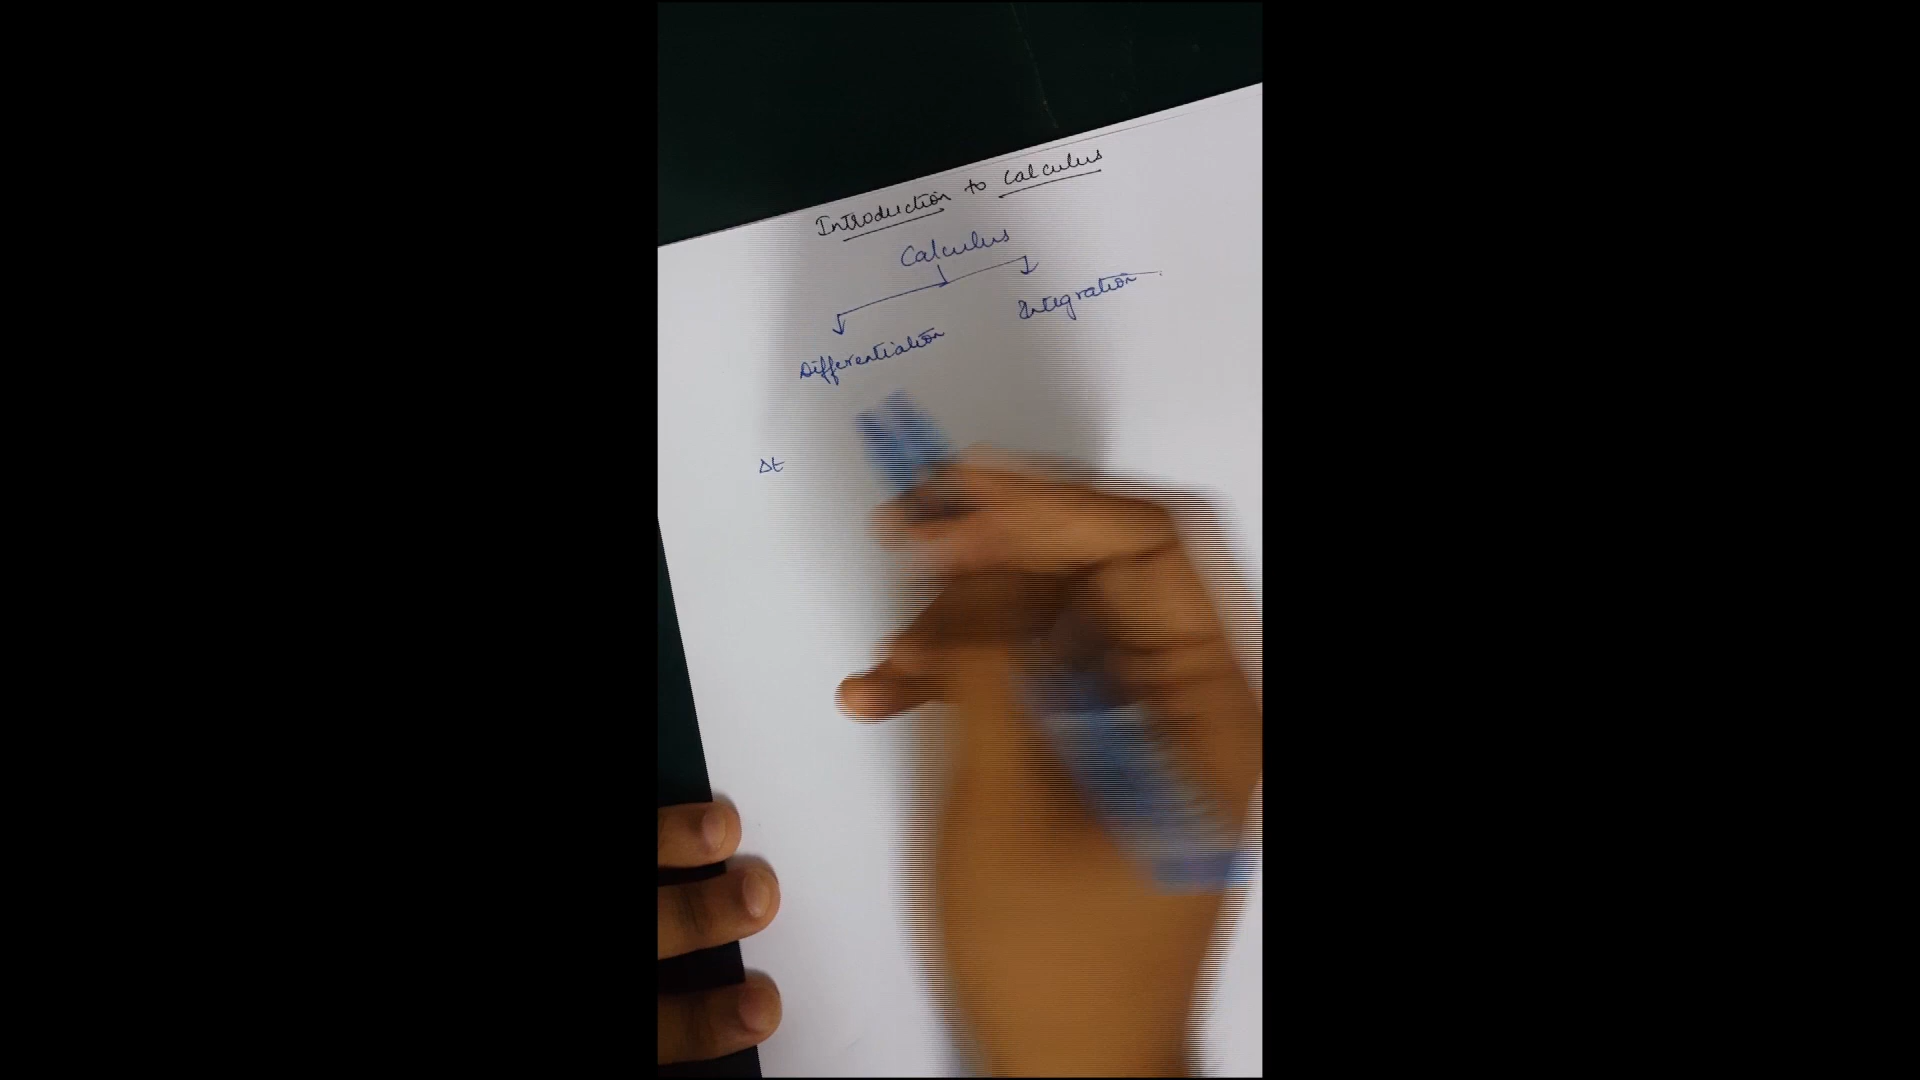 Introduction to Calculus
Calculus
Differentiation Integration
Δt